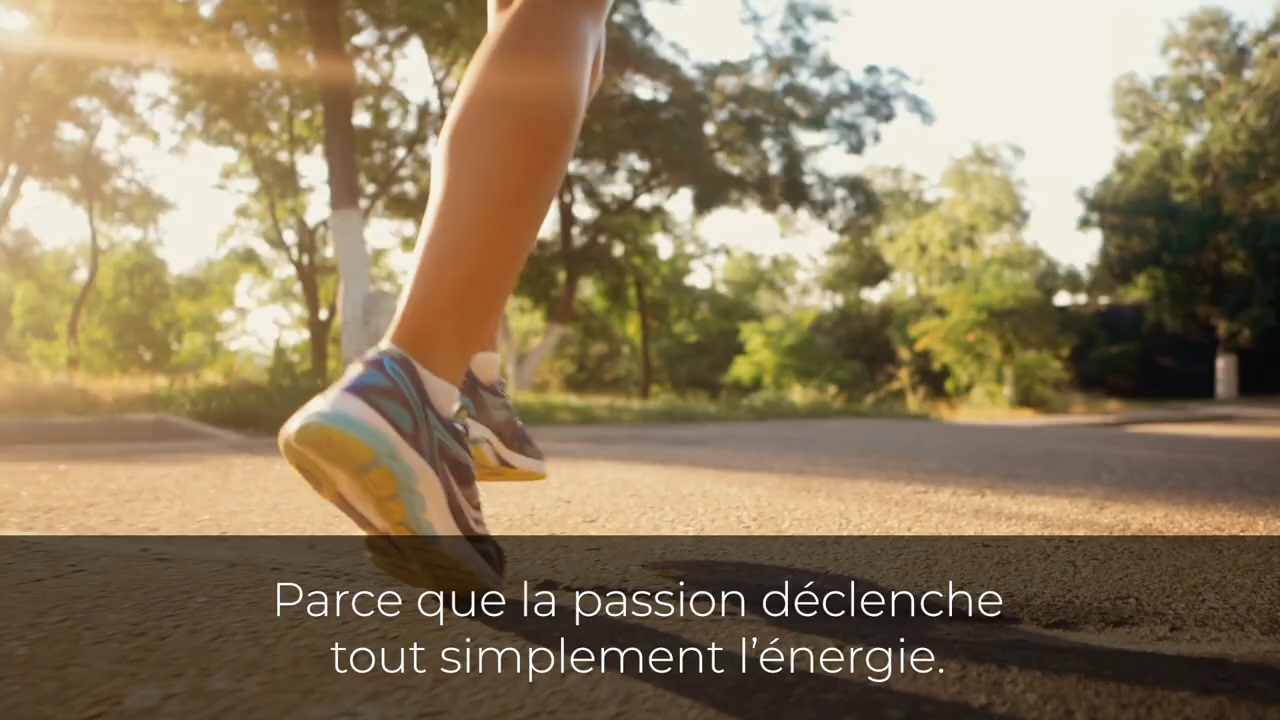 Parce que la passion déclenche
tout simplement l’énergie.